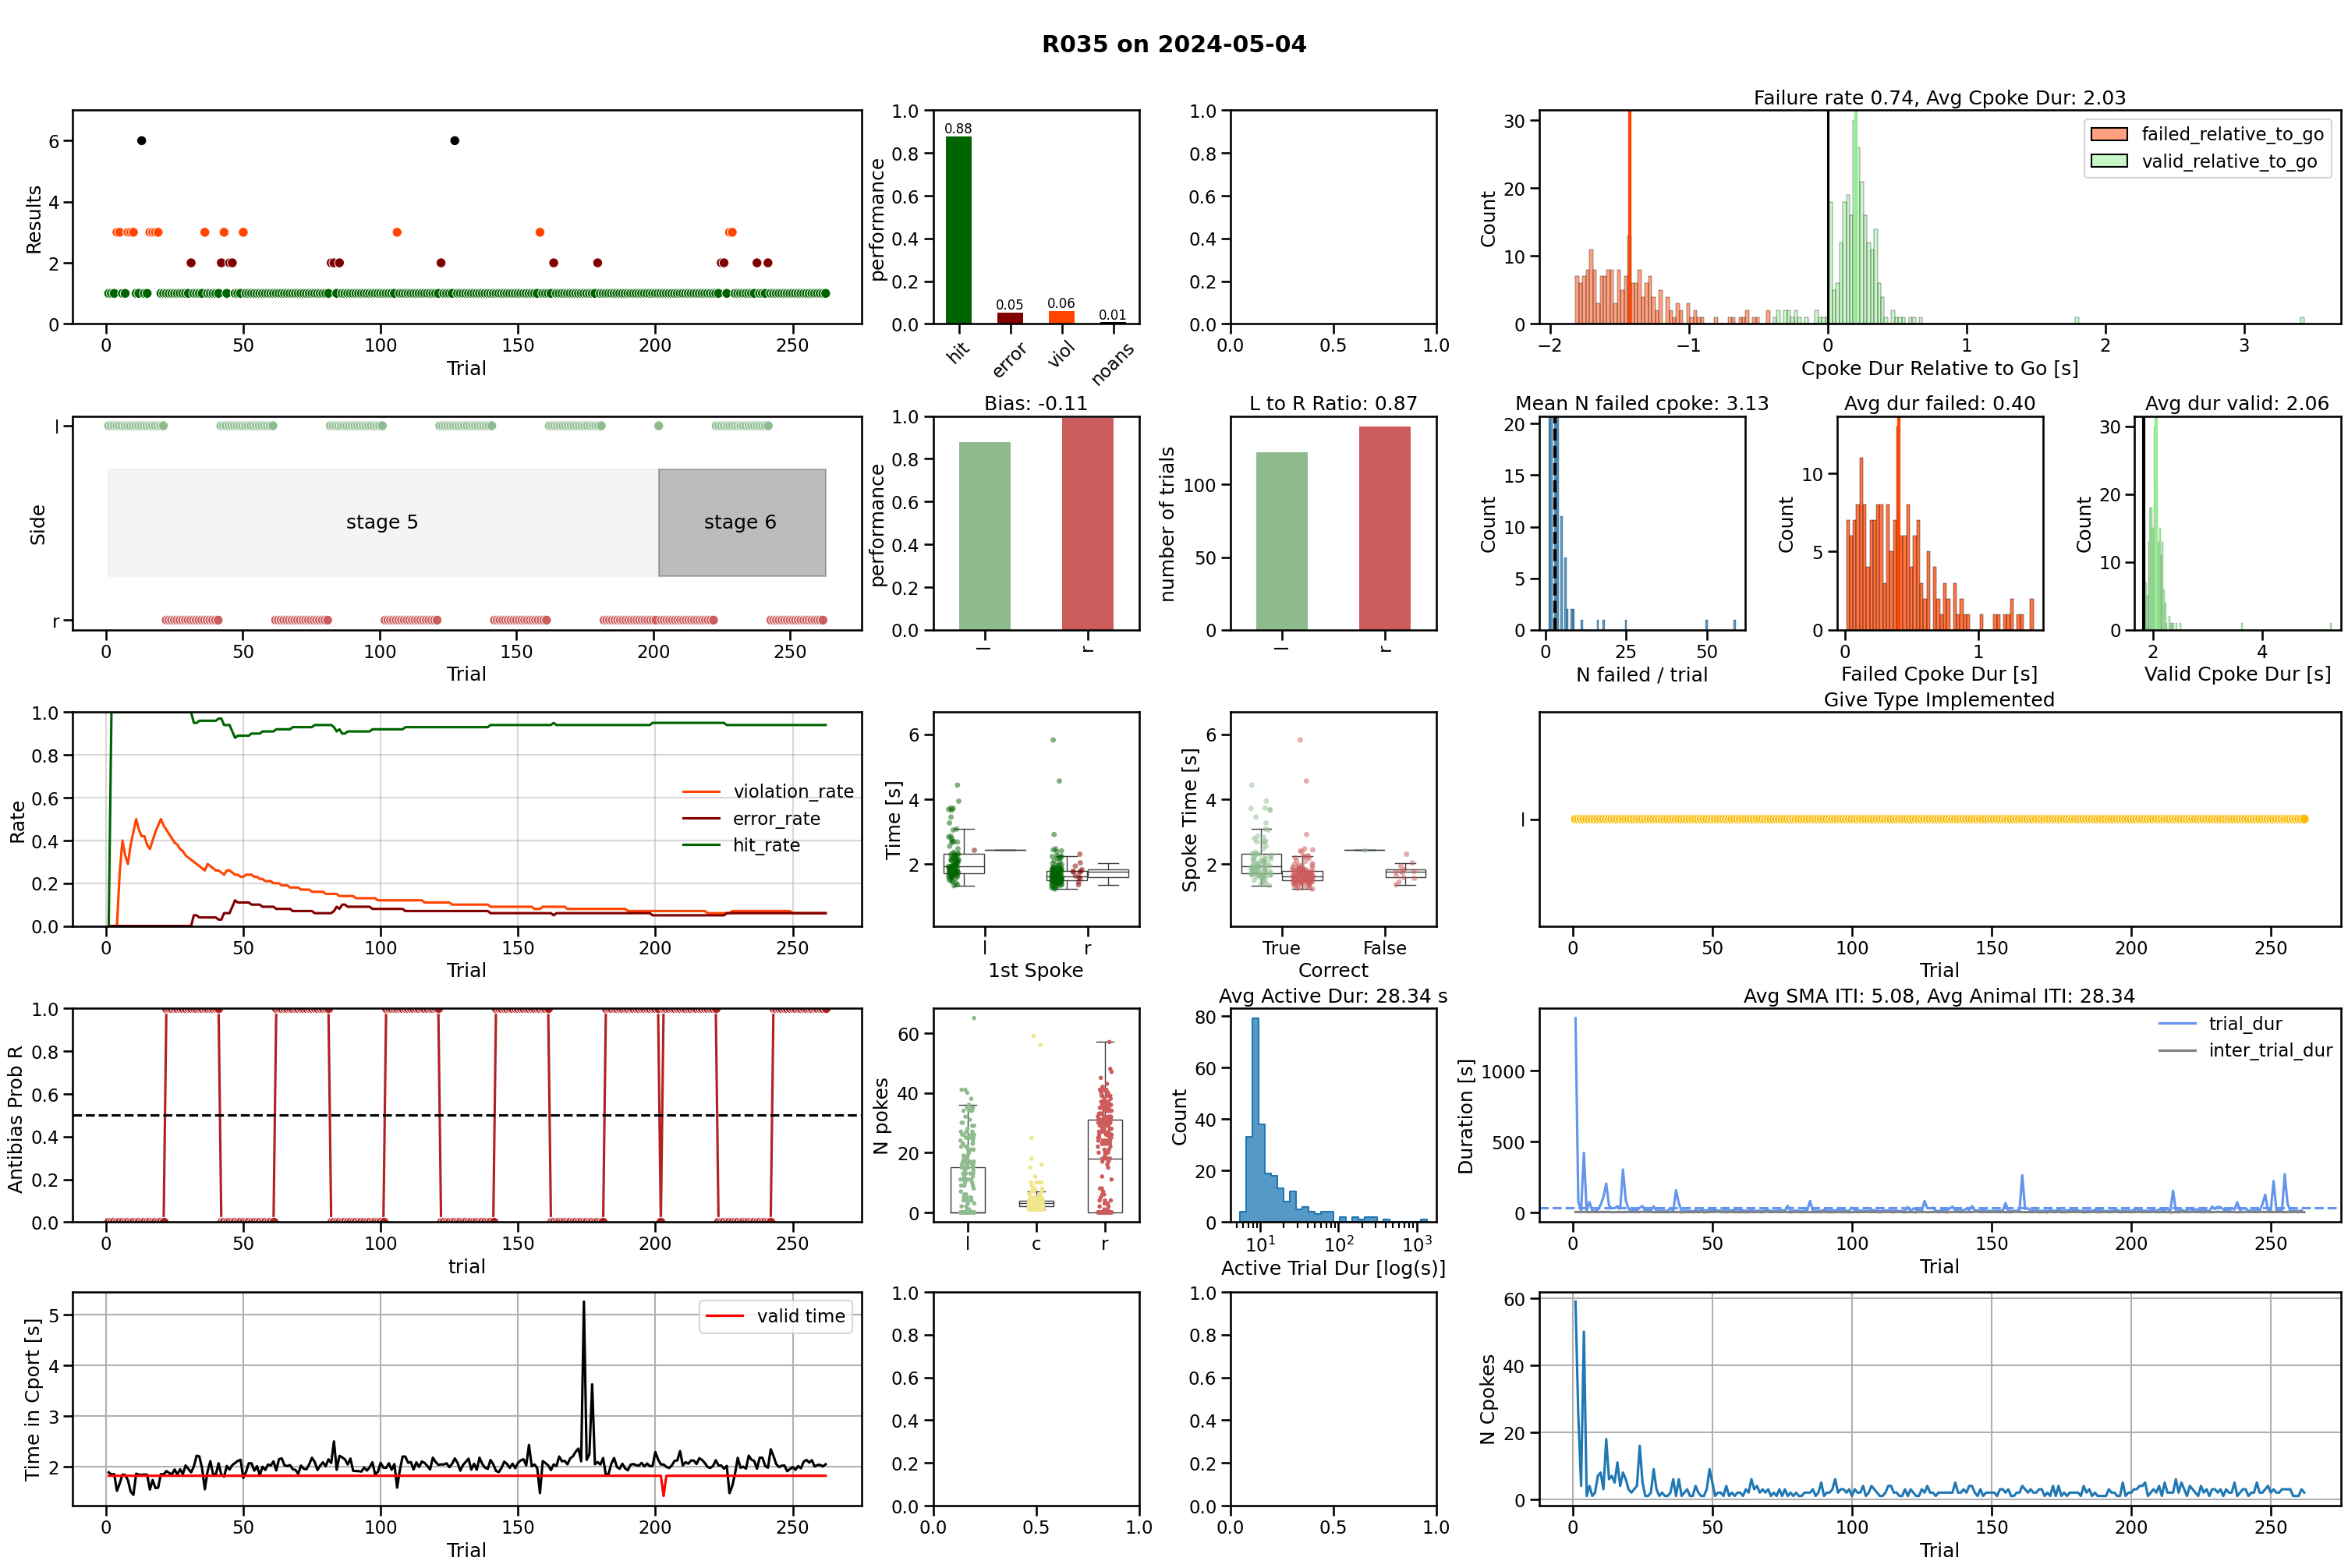 R035 on 2024-05-04
Results
6
4
2
0
0
50
100
150
200
250
Trial
performance
1.0
0.8
0.6
0.4
0.2
0.0
0.88
0.05
0.06
0.01
hit
error
viol
noans
1.0
0.8
0.6
0.4
0.2
0.0
0.0
0.5
1.0
Failure rate 0.74, Avg Cpoke Dur: 2.03
Count
30
20
10
0
failed_relative_to_go
valid_relative_to_go
−2
−1
0
1
2
3
Cpoke Dur Relative to Go [s]
Side
l
r
stage 5
stage 6
0
50
100
150
200
250
Trial
Bias: -0.11
performance
1.0
0.8
0.6
0.4
0.2
0.0
l
r
L to R Ratio: 0.87
number of trials
100
50
0
l
r
Mean N failed cpoke: 3.13
Count
20
15
10
5
0
0
25
50
N failed / trial
Avg dur failed: 0.40
Count
10
5
0
0
1
Failed Cpoke Dur [s]
Avg dur valid: 2.06
Count
30
20
10
0
2
4
Valid Cpoke Dur [s]
Rate
1.0
0.8
0.6
0.4
0.2
0.0
violation_rate
error_rate
hit_rate
0
50
100
150
200
250
Trial
Time [s]
6
4
2
l
r
1st Spoke
Spoke Time [s]
6
4
2
True
False
Correct
Give Type Implemented
l
0
50
100
150
200
250
Trial
Antibias Prob R
1.0
0.8
0.6
0.4
0.2
0.0
0
50
100
150
200
250
trial
N pokes
60
40
20
0
l
c
r
Avg Active Dur: 28.34 s
Count
80
60
40
20
0
10¹
10²
10³
Active Trial Dur [log(s)]
Avg SMA ITI: 5.08, Avg Animal ITI: 28.34
Duration [s]
1000
500
0
trial_dur
inter_trial_dur
0
50
100
150
200
250
Trial
Time in Cport [s]
5
4
3
2
valid time
0
50
100
150
200
250
Trial
1.0
0.8
0.6
0.4
0.2
0.0
0.0
0.5
1.0
1.0
0.8
0.6
0.4
0.2
0.0
0.0
0.5
1.0
N Cpokes
60
40
20
0
0
50
100
150
200
250
Trial